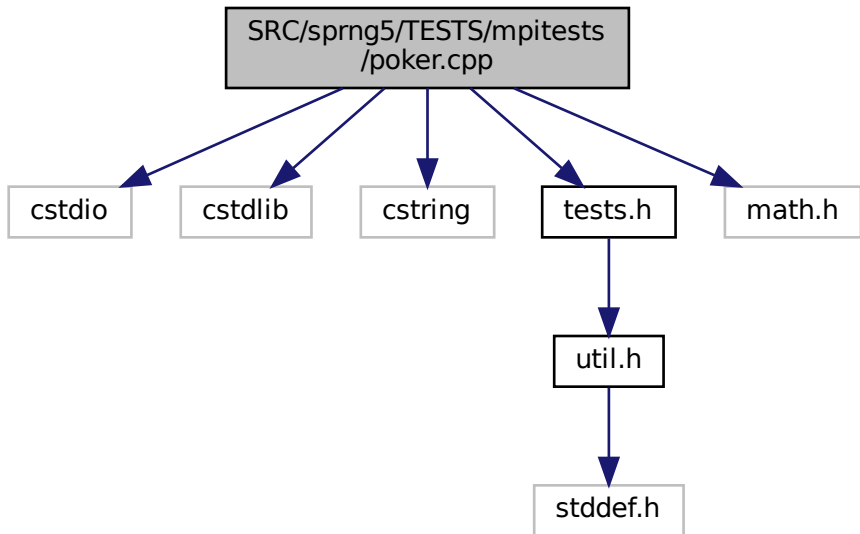 SRC/sprng5/TESTS/mpitests
/poker.cpp
cstdio
cstdlib
cstring
tests.h
math.h
util.h
stddef.h